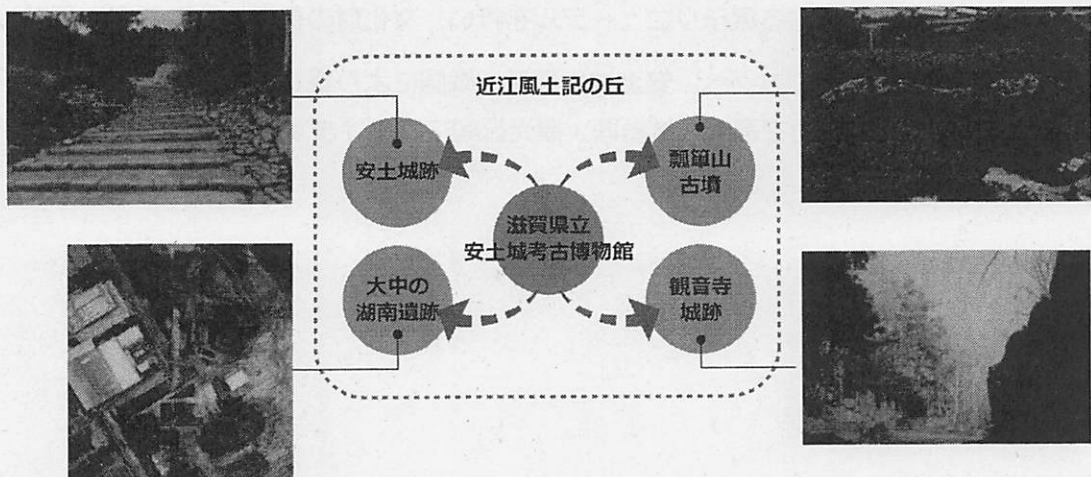 近江風土記の丘
安土城跡
瓢箪山
古墳
滋賀県立
安土城考古博物館
大中の
湖南遺跡
観音寺
城跡